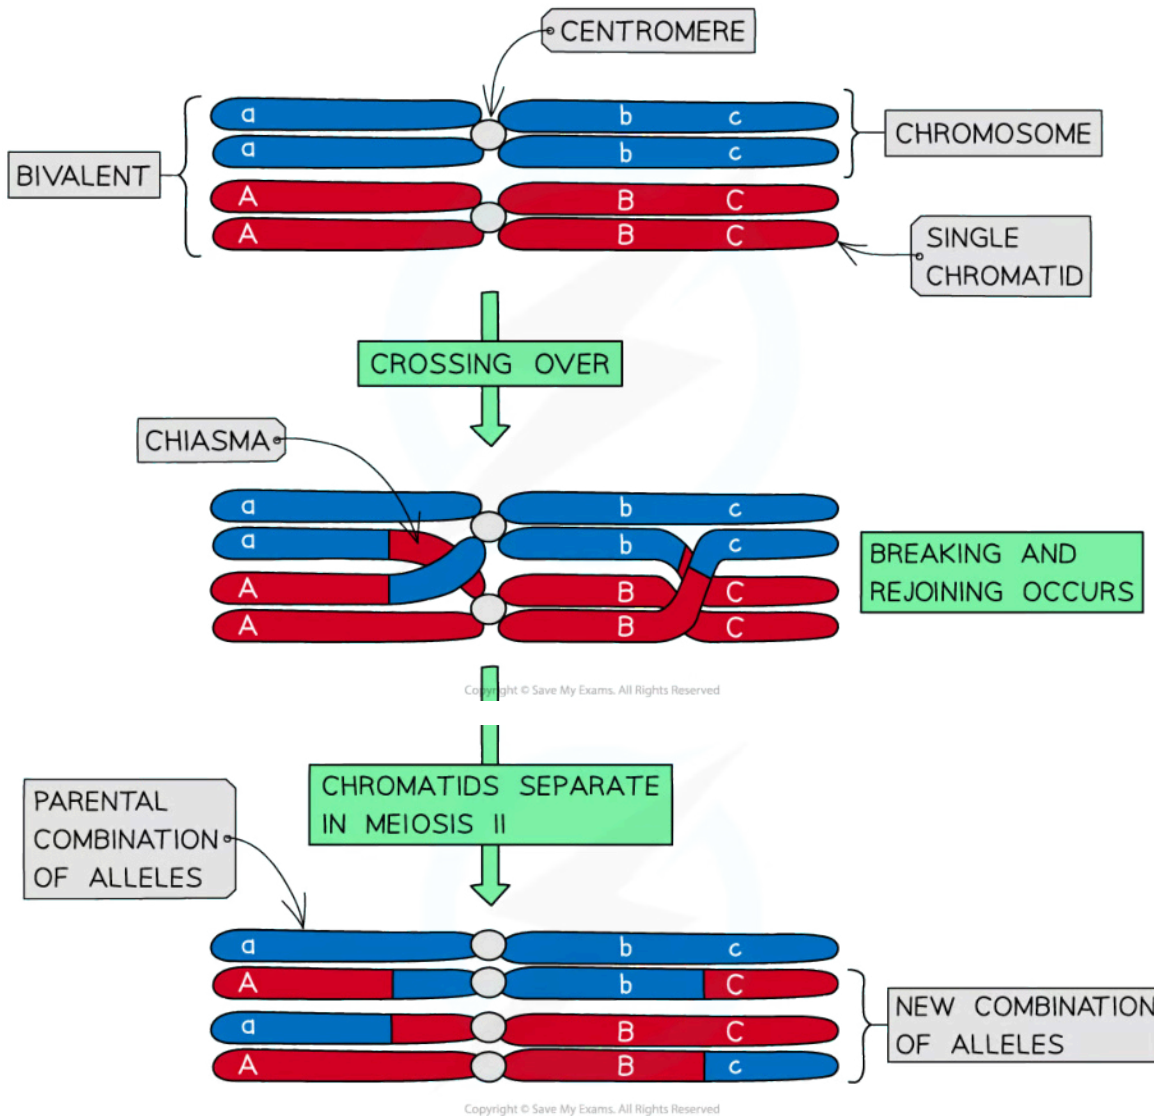 CENTROMERE
a b c
a b c
CHROMOSOME
BIVALENT
A B C
A B C
SINGLE
CHROMATID
CROSSING OVER
CHIASMA
a b c
a b c
BREAKING AND
REJOINING OCCURS
A B C
A B C
Copyright © Save My Exams. All Rights Reserved
CHROMATIDS SEPARATE
IN MEIOSIS II
PARENTAL
COMBINATION
OF ALLELES
a b c
A b C
a B C
A B c
NEW COMBINATION
OF ALLELES
Copyright © Save My Exams. All Rights Reserved